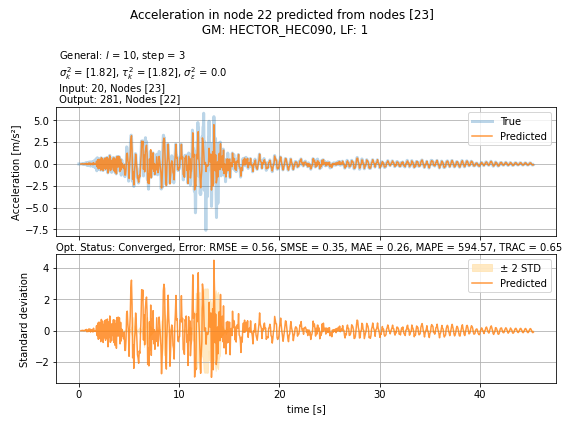 Acceleration in node 22 predicted from nodes [23]
GM: HECTOR_HEC090, LF: 1
General: l = 10, step = 3
σ²ₖ = [1.82], τ²ₖ = [1.82], σ²ε = 0.0
Input: 20, Nodes [23]
Output: 281, Nodes [22]
Acceleration [m/s²]
5.0
2.5
0.0
−2.5
−5.0
−7.5
True
Predicted
Opt. Status: Converged, Error: RMSE = 0.56, SMSE = 0.35, MAE = 0.26, MAPE = 594.57, TRAC = 0.65
Standard deviation
4
2
0
−2
± 2 STD
Predicted
0 10 20 30 40
time [s]